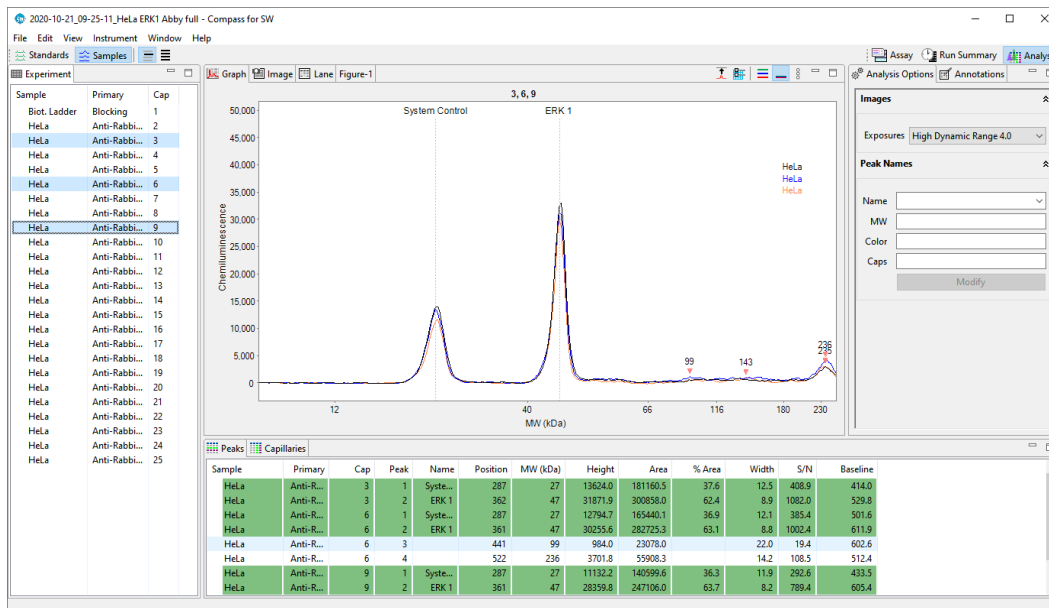 2020-10-21_09-25-11_HeLa ERK1 Abby full - Compass for SW
File Edit View Instrument Window Help
Standards Samples Assay Run Summary Analys
Experiment
Sample Primary Cap
Biot. Ladder Blocking 1
HeLa Anti-Rabbi... 2
HeLa Anti-Rabbi... 3
HeLa Anti-Rabbi... 4
HeLa Anti-Rabbi... 5
HeLa Anti-Rabbi... 6
HeLa Anti-Rabbi... 7
HeLa Anti-Rabbi... 8
HeLa Anti-Rabbi... 9
HeLa Anti-Rabbi... 10
HeLa Anti-Rabbi... 11
HeLa Anti-Rabbi... 12
HeLa Anti-Rabbi... 13
HeLa Anti-Rabbi... 14
HeLa Anti-Rabbi... 15
HeLa Anti-Rabbi... 16
HeLa Anti-Rabbi... 17
HeLa Anti-Rabbi... 18
HeLa Anti-Rabbi... 19
HeLa Anti-Rabbi... 20
HeLa Anti-Rabbi... 21
HeLa Anti-Rabbi... 22
HeLa Anti-Rabbi... 23
HeLa Anti-Rabbi... 24
HeLa Anti-Rabbi... 25
Graph Image Lane Figure-1
3, 6, 9
System Control ERK 1
50,000
45,000
40,000
35,000
30,000
25,000
20,000
15,000
10,000
5,000
0
Chemiluminescence
HeLa
HeLa
HeLa
99 143 236
12 40 66 116 180 230
MW (kDa)
Analysis Options Annotations
Images
Exposures High Dynamic Range 4.0
Peak Names
Name
MW
Color
Caps
Modify
Peaks Capillaries
Sample Primary Cap Peak Name Position MW (kDa) Height Area % Area Width S/N Baseline
HeLa Anti-R... 3 1 Syste... 287 27 13624.0 181160.5 37.6 12.5 408.9 414.0
HeLa Anti-R... 3 2 ERK 1 362 47 31871.9 300858.0 62.4 8.9 1082.0 529.8
HeLa Anti-R... 6 1 Syste... 287 27 12794.7 165440.1 36.9 12.1 385.4 501.6
HeLa Anti-R... 6 2 ERK 1 361 47 30255.6 282725.3 63.1 8.8 1002.4 611.9
HeLa Anti-R... 6 3 441 99 984.0 23078.0 22.0 19.4 602.6
HeLa Anti-R... 6 4 522 236 3701.8 55908.3 14.2 108.5 512.4
HeLa Anti-R... 9 1 Syste... 287 27 11132.2 140599.6 36.3 11.9 292.6 433.5
HeLa Anti-R... 9 2 ERK 1 361 47 28359.8 247106.0 63.7 8.2 789.4 605.4